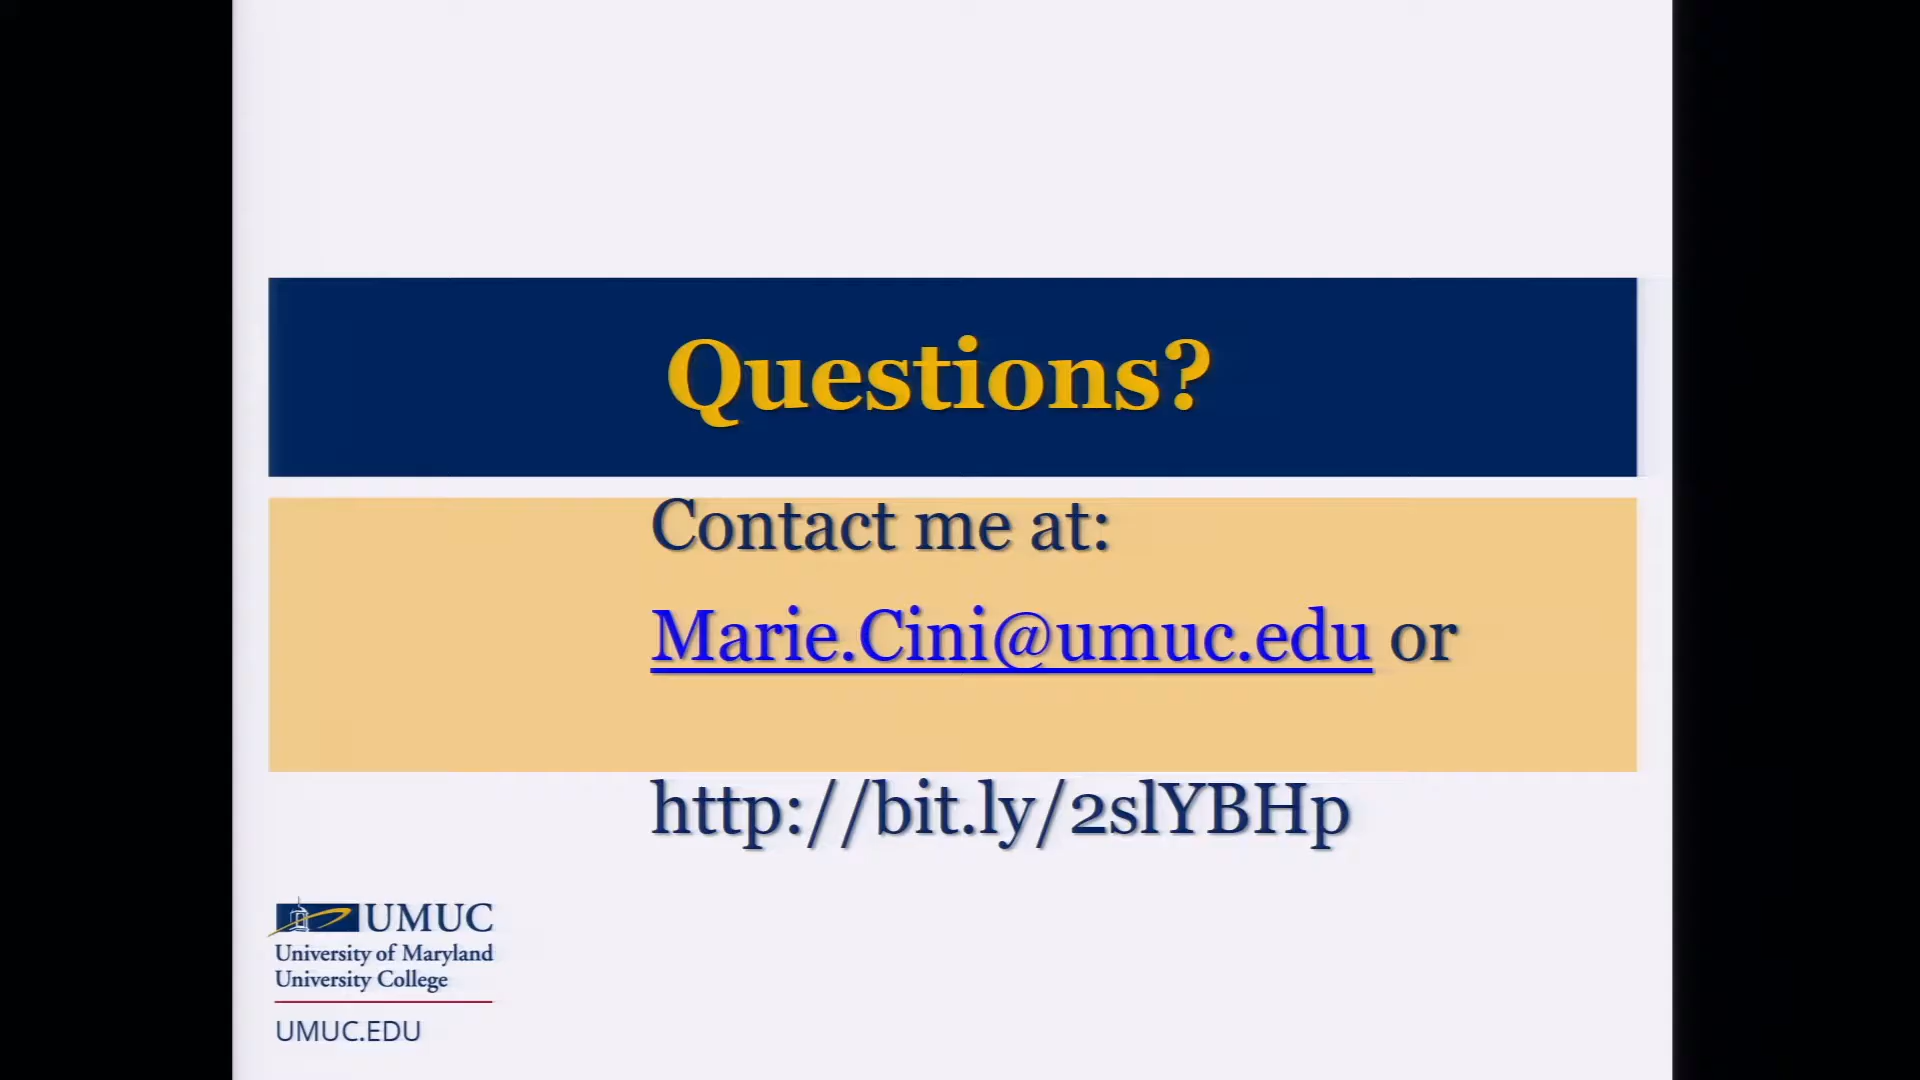 Questions?
Contact me at:
Marie.Cini@umuc.edu or
http://bit.ly/2slYBHp
UMUC
University of Maryland
University College
UMUC.EDU